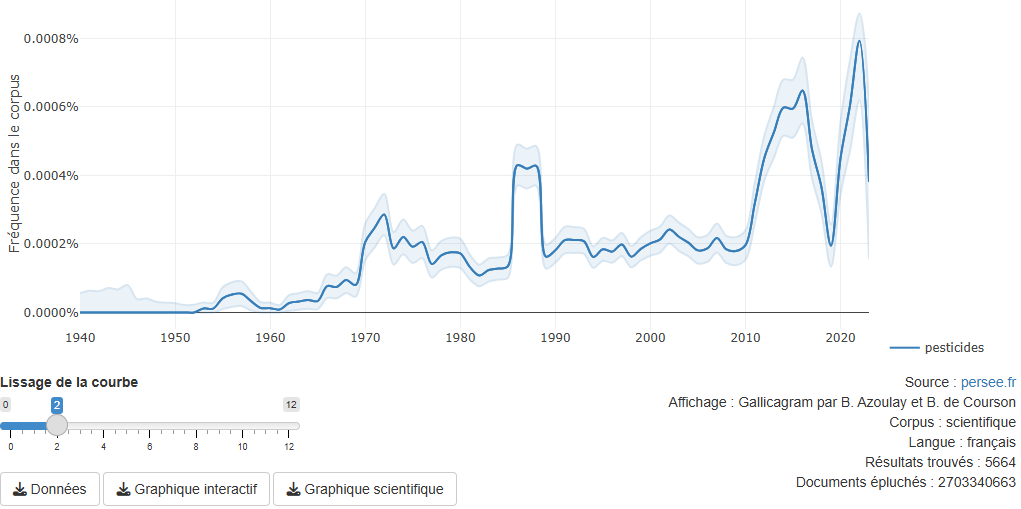 0.0008%
0.0006%
0.0004%
0.0002%
0.0000%
Fréquence dans le corpus
1940 1950 1960 1970 1980 1990 2000 2010 2020
pesticides
Lissage de la courbe
0 2 12
0 2 4 6 8 10 12
Données
Graphique interactif
Graphique scientifique
Source : persee.fr
Affichage : Gallicagram par B. Azoulay et B. de Courson
Corpus : scientifique
Langue : français
Résultats trouvés : 5664
Documents épluchés : 2703340663